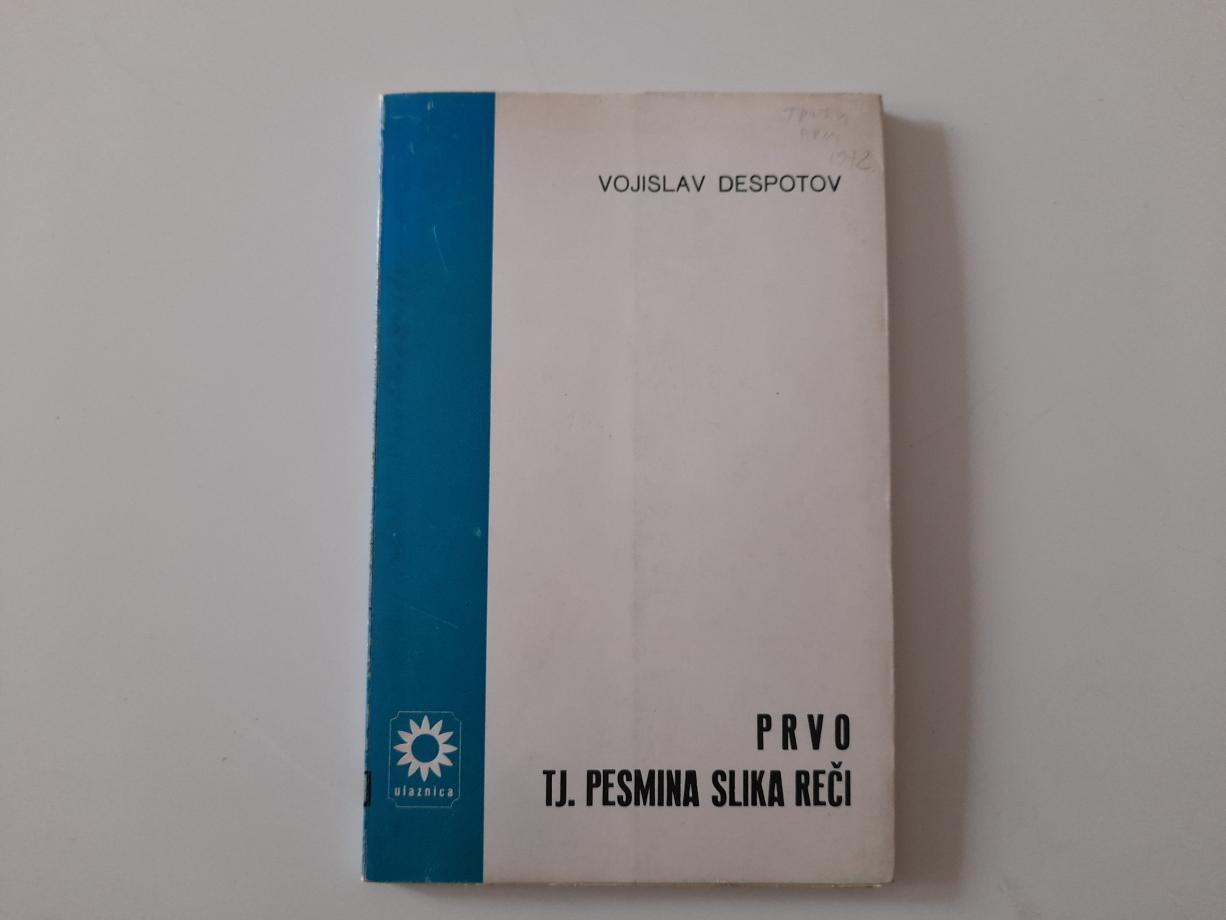 VOJISLAV DESPOTOV
PRVO
TJ. PESMINA SLIKA REČI
ulaznica